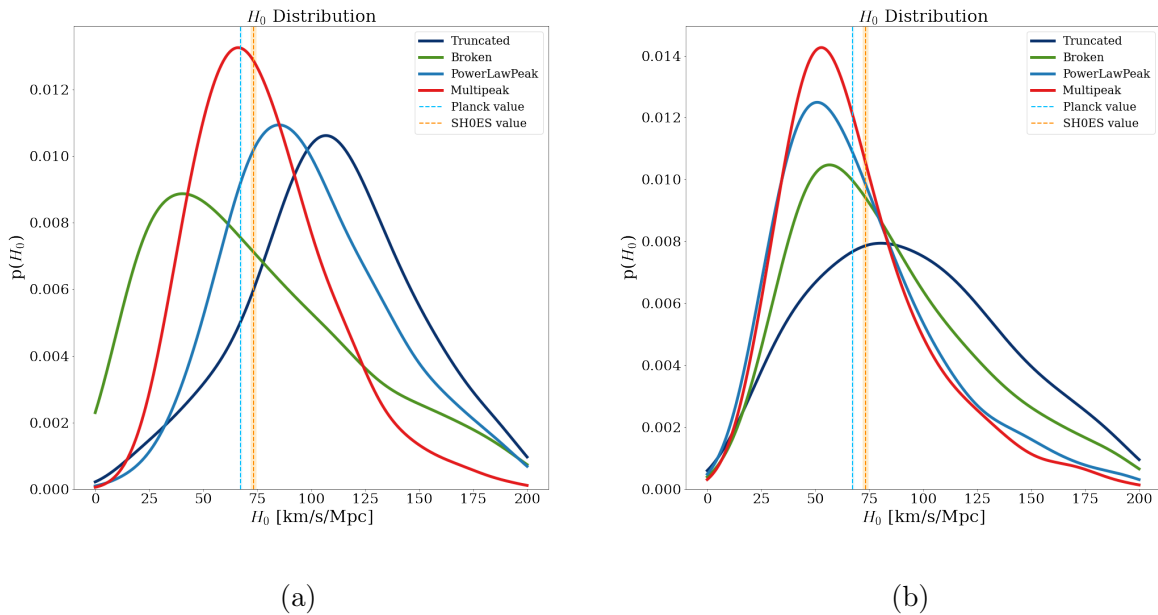 H₀ Distribution
p(H₀)
0.012
0.010
0.008
0.006
0.004
0.002
0.000
0 25 50 75 100 125 150 175 200
H₀ [km/s/Mpc]
Truncated
Broken
PowerLawPeak
Multipeak
Planck value
SH0ES value
(a)
H₀ Distribution
p(H₀)
0.014
0.012
0.010
0.008
0.006
0.004
0.002
0.000
0 25 50 75 100 125 150 175 200
H₀ [km/s/Mpc]
Truncated
Broken
PowerLawPeak
Multipeak
Planck value
SH0ES value
(b)